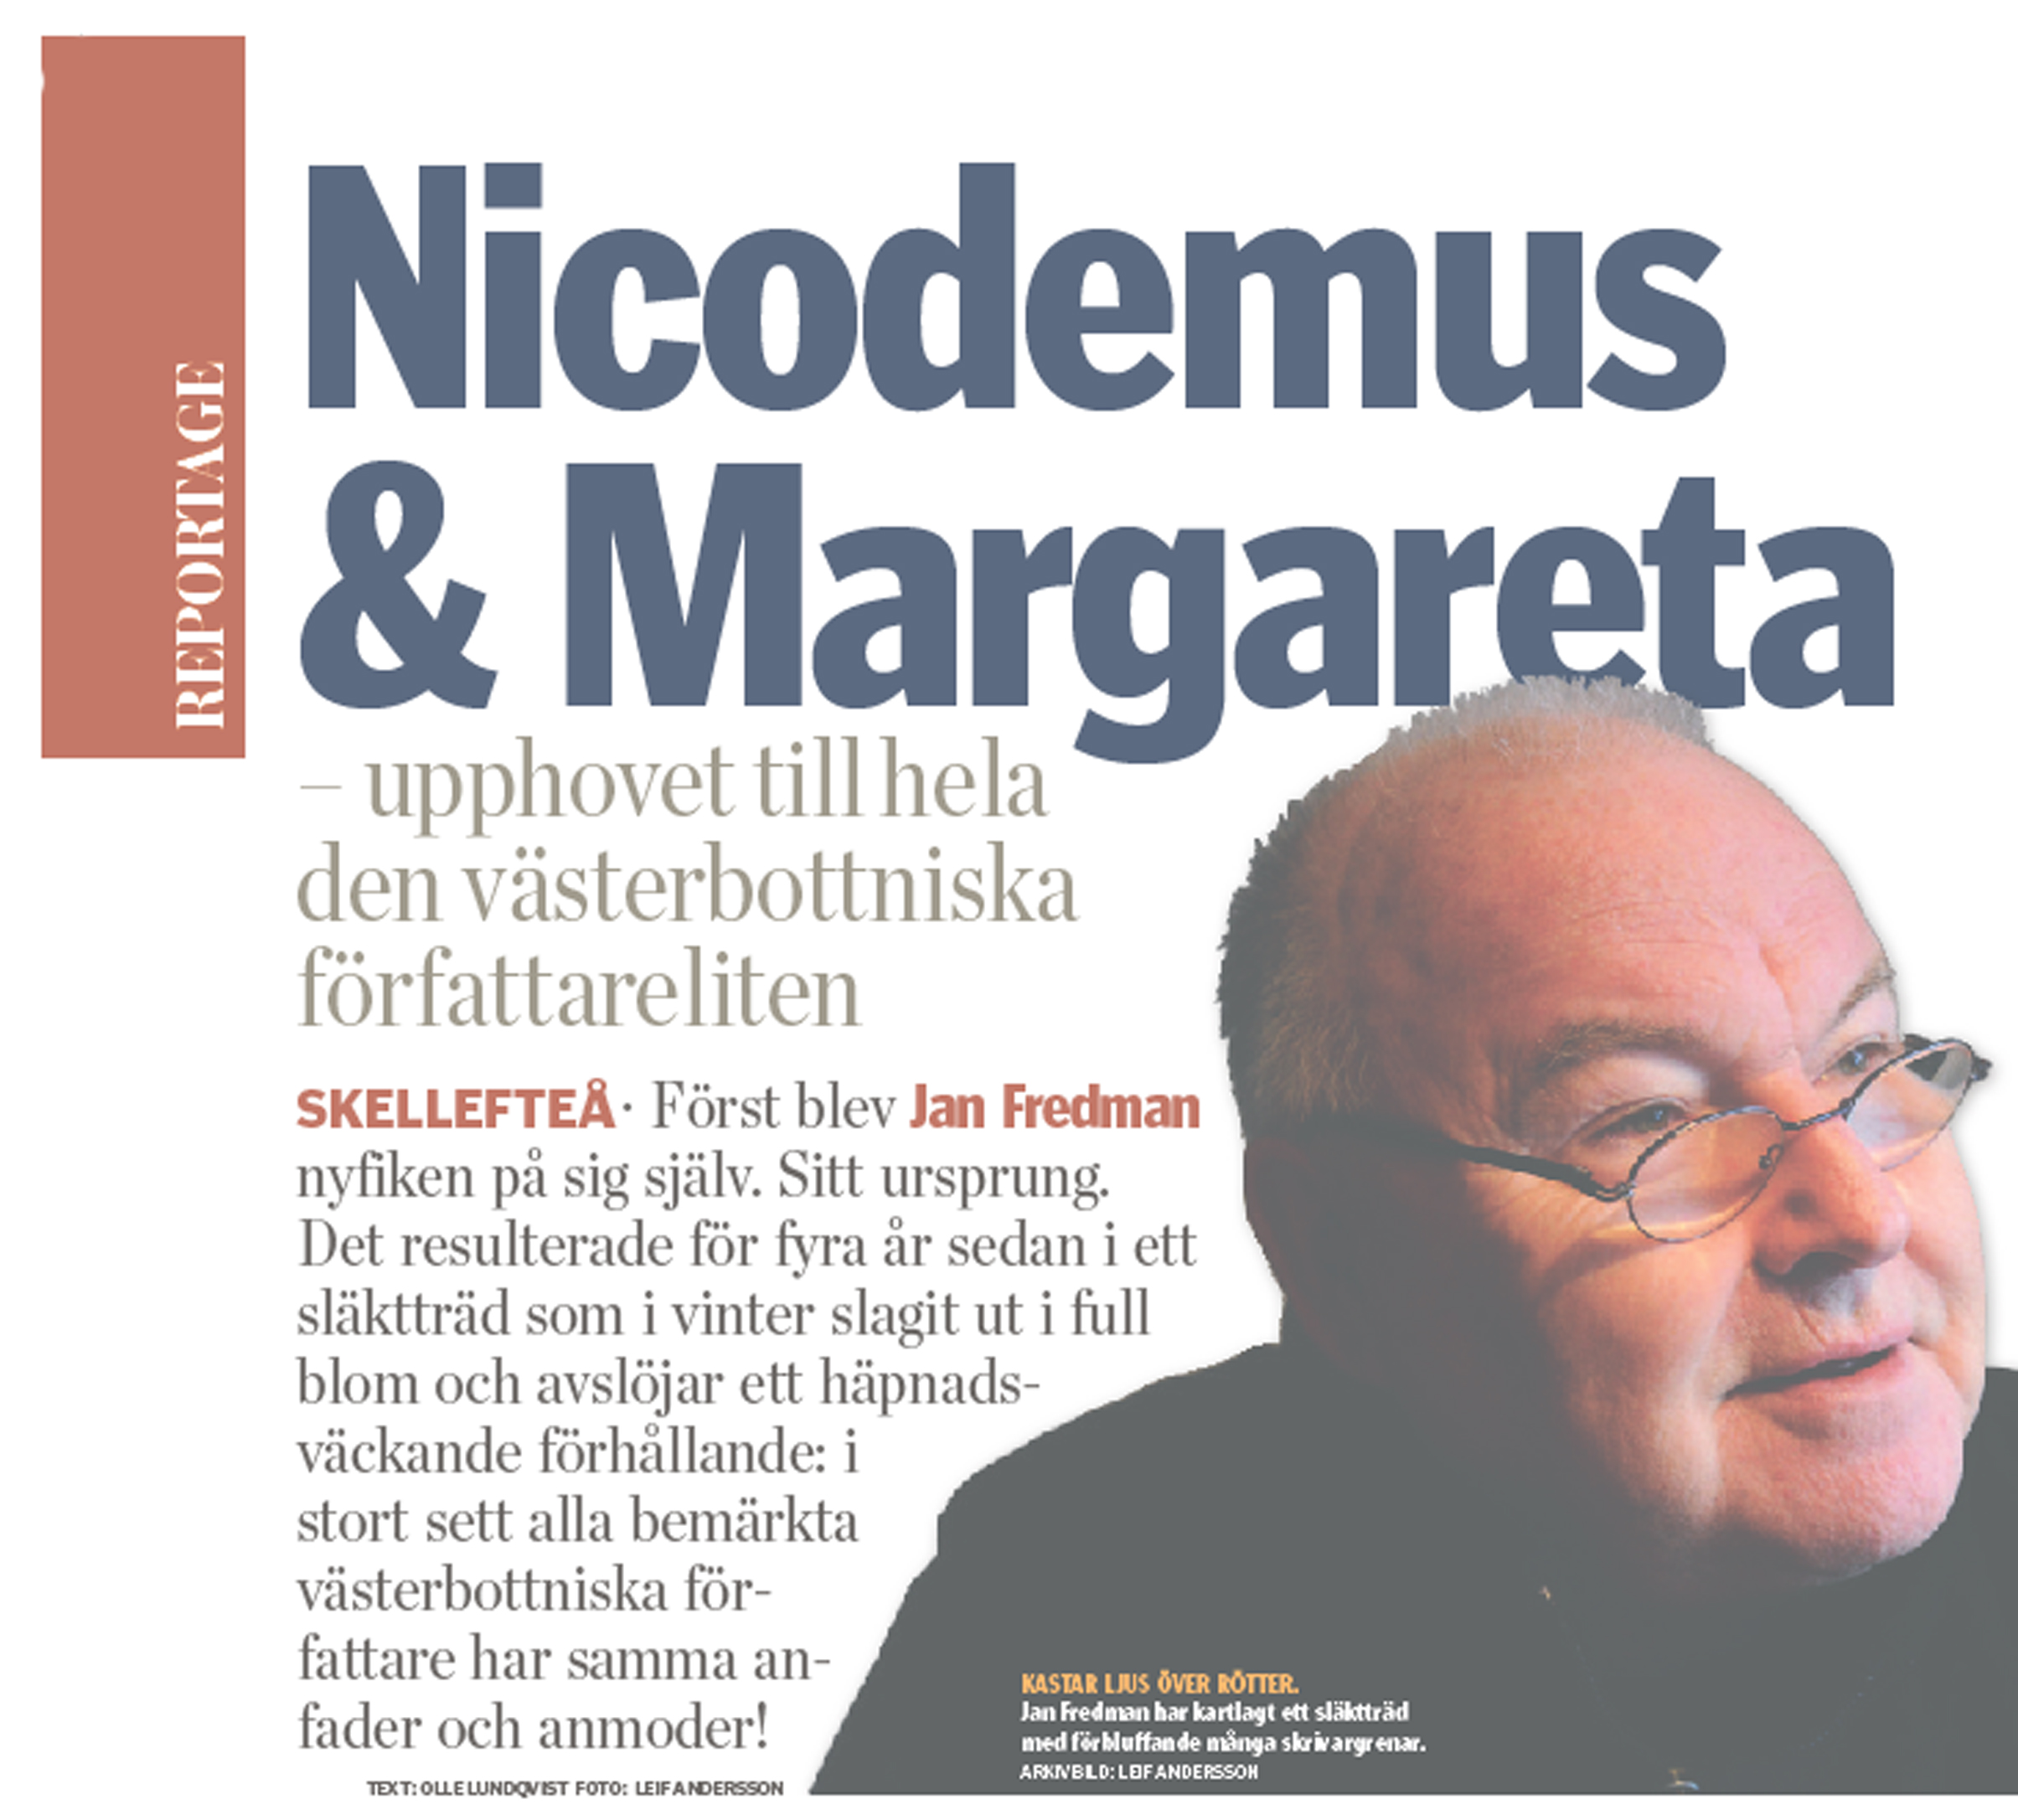 REPORTAGE
Nicodemus
& Margareta
– upphovet till hela
den västerbottniska
författareliten
SKELLEFTEÅ · Först blev Jan Fredman
nyfiken på sig själv. Sitt ursprung.
Det resulterade för fyra år sedan i ett
släktträd som i vinter slagit ut i full
blom och avslöjar ett häpnads-
väckande förhållande: i
stort sett alla bemärkta
västerbottniska för-
fattare har samma an-
fader och anmoder!
TEXT: OLLE LUNDQVIST FOTO: LEIF ANDERSSON
KASTAR LJUS ÖVER RÖTTER.
Jan Fredman har kartlagt ett släktträd
med förbluffande många skrivargrenar.
ARKIVBILD: LEIF ANDERSSON